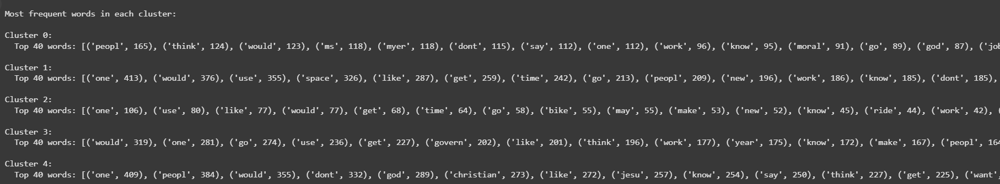 Most frequent words in each cluster:
Cluster 0:
Top 40 words: [('peopl', 165), ('think', 124), ('would', 123), ('ms', 118), ('myer', 118), ('dont', 115), ('say', 112), ('one', 112), ('work', 96), ('know', 95), ('moral', 91), ('go', 89), ('god', 87), ('job
Cluster 1:
Top 40 words: [('one', 413), ('would', 376), ('use', 355), ('space', 326), ('like', 287), ('get', 259), ('time', 242), ('go', 213), ('peopl', 209), ('new', 196), ('work', 186), ('know', 185), ('dont', 185),
Cluster 2:
Top 40 words: [('one', 106), ('use', 80), ('like', 77), ('would', 77), ('get', 68), ('time', 64), ('go', 58), ('bike', 55), ('may', 55), ('make', 53), ('new', 52), ('know', 45), ('ride', 44), ('work', 42), (
Cluster 3:
Top 40 words: [('would', 319), ('one', 281), ('go', 274), ('use', 236), ('get', 227), ('govern', 202), ('like', 201), ('think', 196), ('work', 177), ('year', 175), ('know', 172), ('make', 167), ('peopl', 164
Cluster 4:
Top 40 words: [('one', 409), ('peopl', 384), ('would', 355), ('dont', 332), ('god', 289), ('christian', 273), ('like', 272), ('jesu', 257), ('know', 254), ('say', 250), ('think', 227), ('get', 225), ('want'